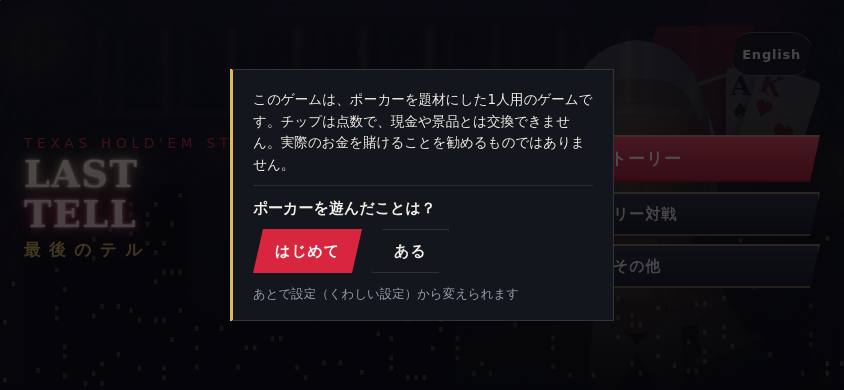 English
このゲームは、ポーカーを題材にした1人用のゲームで
す。チップは点数で、現金や景品とは交換できませ
ん。実際のお金を賭けることを勧めるものではありま
せん。
ポーカーを遊んだことは？
はじめて
ある
あとで設定（くわしい設定）から変えられます
TEXAS HOLD'EM ST
LAST
TELL
最後のテル
トーリー
リー対戦
その他
A K